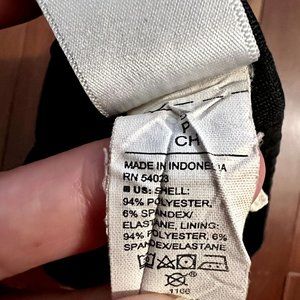 P
CH
MADE IN INDONESIA
RN 54023
■ US: SHELL:
94% POLYESTER,
6% SPANDEX/
ELASTANE, LINING:
94% POLYESTER, 6%
SPANDEX/ELASTANE
1166